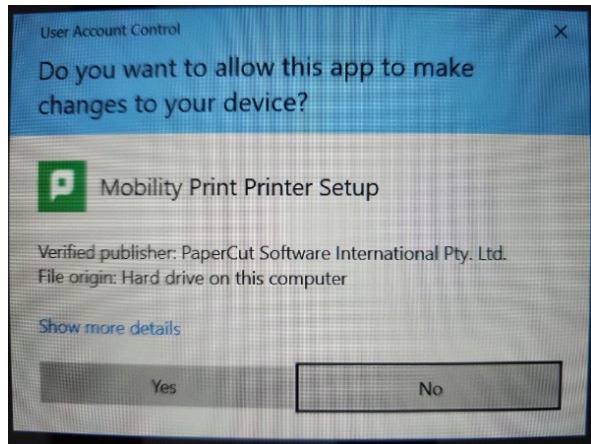 User Account Control
Do you want to allow this app to make
changes to your device?
Mobility Print Printer Setup
Verified publisher: PaperCut Software International Pty. Ltd.
File origin: Hard drive on this computer
Show more details
Yes
No